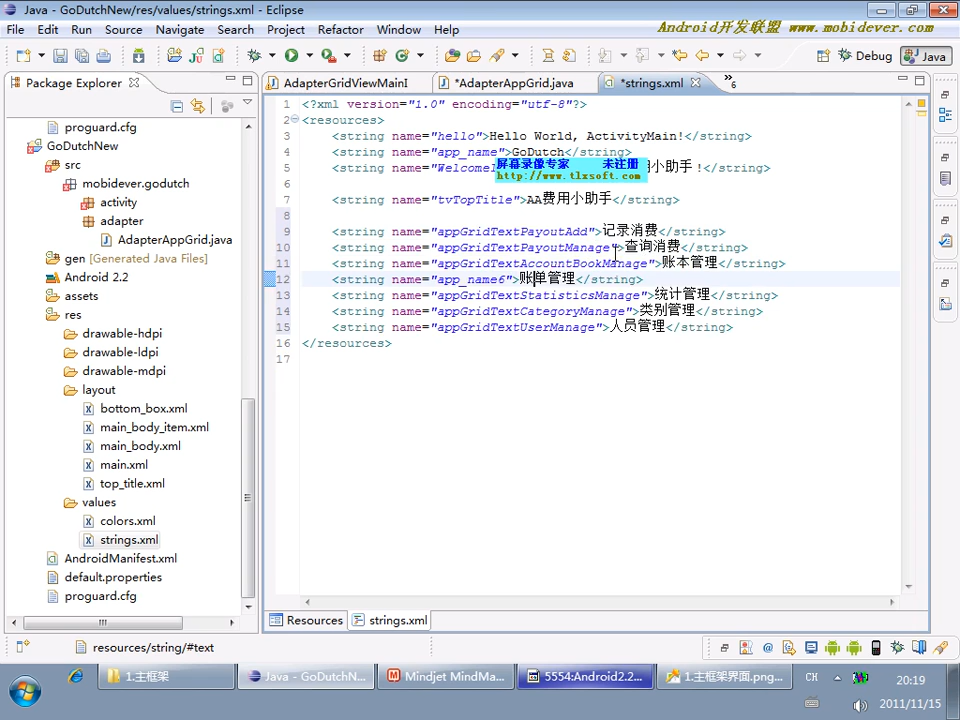 Java - GoDutchNew/res/values/strings.xml - Eclipse
File Edit Run Source Navigate Search Project Refactor Window Help
Android开发联盟 www.mobidever.com
Debug Java
Package Explorer
AdapterGridViewMainI
*AdapterAppGrid.java
*strings.xml
»6
proguard.cfg
GoDutchNew
src
mobidever.godutch
activity
adapter
AdapterAppGrid.java
gen [Generated Java Files]
Android 2.2
assets
res
drawable-hdpi
drawable-ldpi
drawable-mdpi
layout
bottom_box.xml
main_body_item.xml
main_body.xml
main.xml
top_title.xml
values
colors.xml
strings.xml
AndroidManifest.xml
default.properties
proguard.cfg
1 <?xml version="1.0" encoding="utf-8"?>
2 <resources>
3 <string name="hello">Hello World, ActivityMain!</string>
4 <string name="app_name">GoDutch</string>
屏幕录像专家 未注册
http://www.tlxsoft.com
5 <string name="Welcome 用小助手！</string>
6
7 <string name="tvTopTitle">AA费用小助手</string>
8
9 <string name="appGridTextPayoutAdd">记录消费</string>
10 <string name="appGridTextPayoutManage">查询消费</string>
11 <string name="appGridTextAccountBookManage">账本管理</string>
12 <string name="app_name6">账单管理</string>
13 <string name="appGridTextStatisticsManage">统计管理</string>
14 <string name="appGridTextCategoryManage">类别管理</string>
15 <string name="appGridTextUserManage">人员管理</string>
16 </resources>
17
Resources strings.xml
resources/string/#text
1.主框架
Java - GoDutchN...
Mindjet MindMa...
5554:Android2.2...
1.主框架界面.png...
CH
20:19
2011/11/15